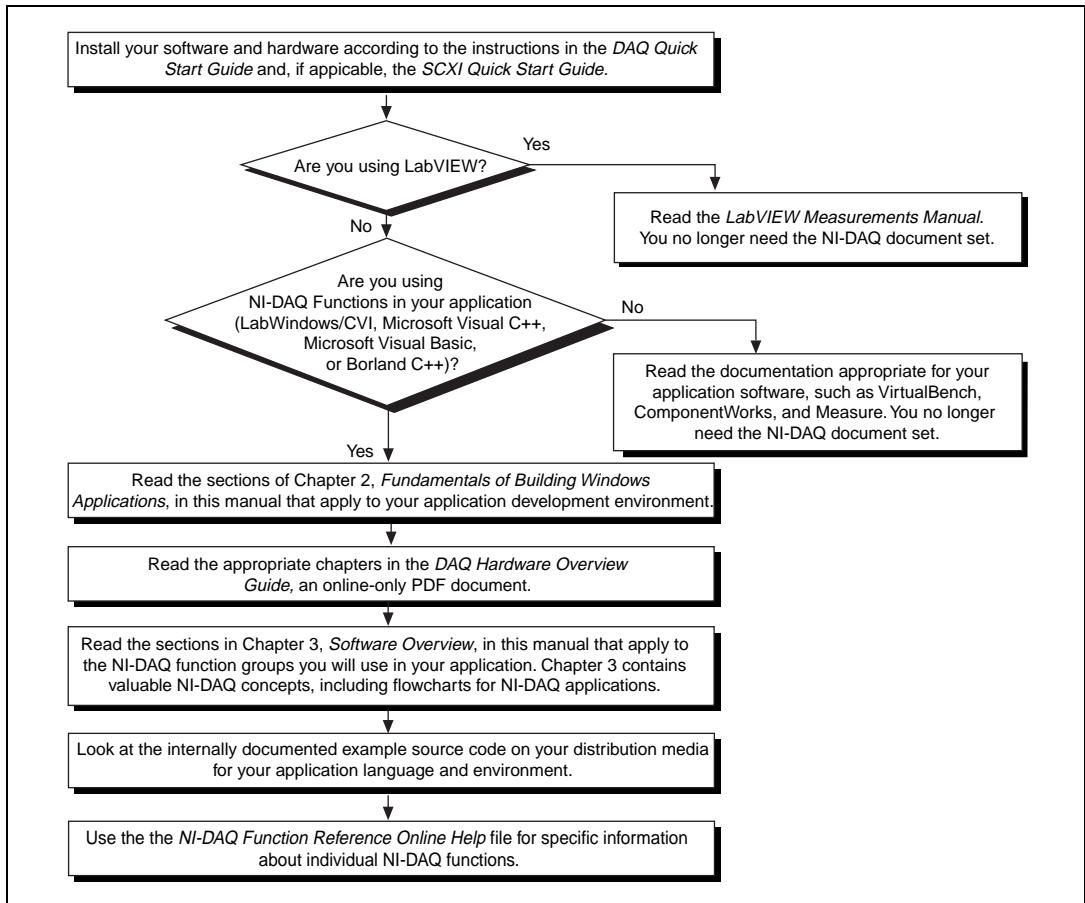 Install your software and hardware according to the instructions in the DAQ Quick
Start Guide and, if appicable, the SCXI Quick Start Guide.
Are you using LabVIEW?
Yes
Read the LabVIEW Measurements Manual.
You no longer need the NI-DAQ document set.
No
Are you using
NI-DAQ Functions in your application
(LabWindows/CVI, Microsoft Visual C++,
Microsoft Visual Basic,
or Borland C++)?
No
Read the documentation appropriate for your
application software, such as VirtualBench,
ComponentWorks, and Measure. You no longer
need the NI-DAQ document set.
Yes
Read the sections of Chapter 2, Fundamentals of Building Windows
Applications, in this manual that apply to your application development environment.
Read the appropriate chapters in the DAQ Hardware Overview
Guide, an online-only PDF document.
Read the sections in Chapter 3, Software Overview, in this manual that apply to
the NI-DAQ function groups you will use in your application. Chapter 3 contains
valuable NI-DAQ concepts, including flowcharts for NI-DAQ applications.
Look at the internally documented example source code on your distribution media
for your application language and environment.
Use the the NI-DAQ Function Reference Online Help file for specific information
about individual NI-DAQ functions.